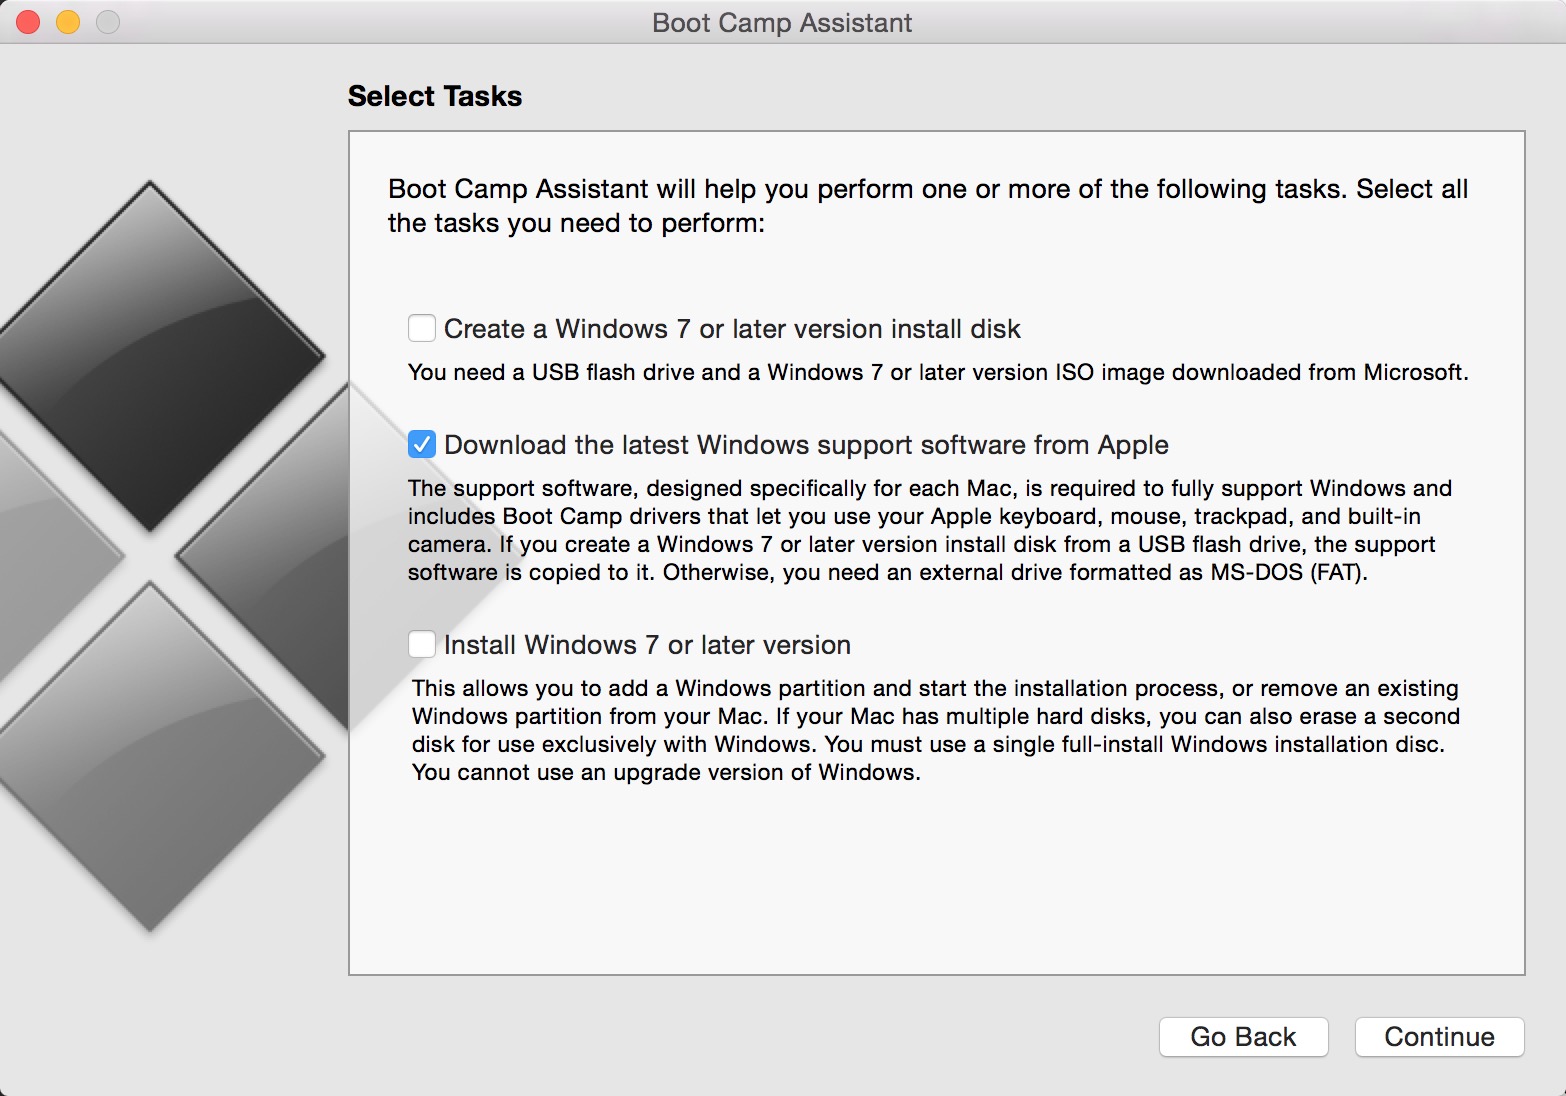 Boot Camp Assistant
Select Tasks
Boot Camp Assistant will help you perform one or more of the following tasks. Select all
the tasks you need to perform:
Create a Windows 7 or later version install disk
You need a USB flash drive and a Windows 7 or later version ISO image downloaded from Microsoft.
Download the latest Windows support software from Apple
The support software, designed specifically for each Mac, is required to fully support Windows and
includes Boot Camp drivers that let you use your Apple keyboard, mouse, trackpad, and built-in
camera. If you create a Windows 7 or later version install disk from a USB flash drive, the support
software is copied to it. Otherwise, you need an external drive formatted as MS-DOS (FAT).
Install Windows 7 or later version
This allows you to add a Windows partition and start the installation process, or remove an existing
Windows partition from your Mac. If your Mac has multiple hard disks, you can also erase a second
disk for use exclusively with Windows. You must use a single full-install Windows installation disc.
You cannot use an upgrade version of Windows.
Go Back
Continue